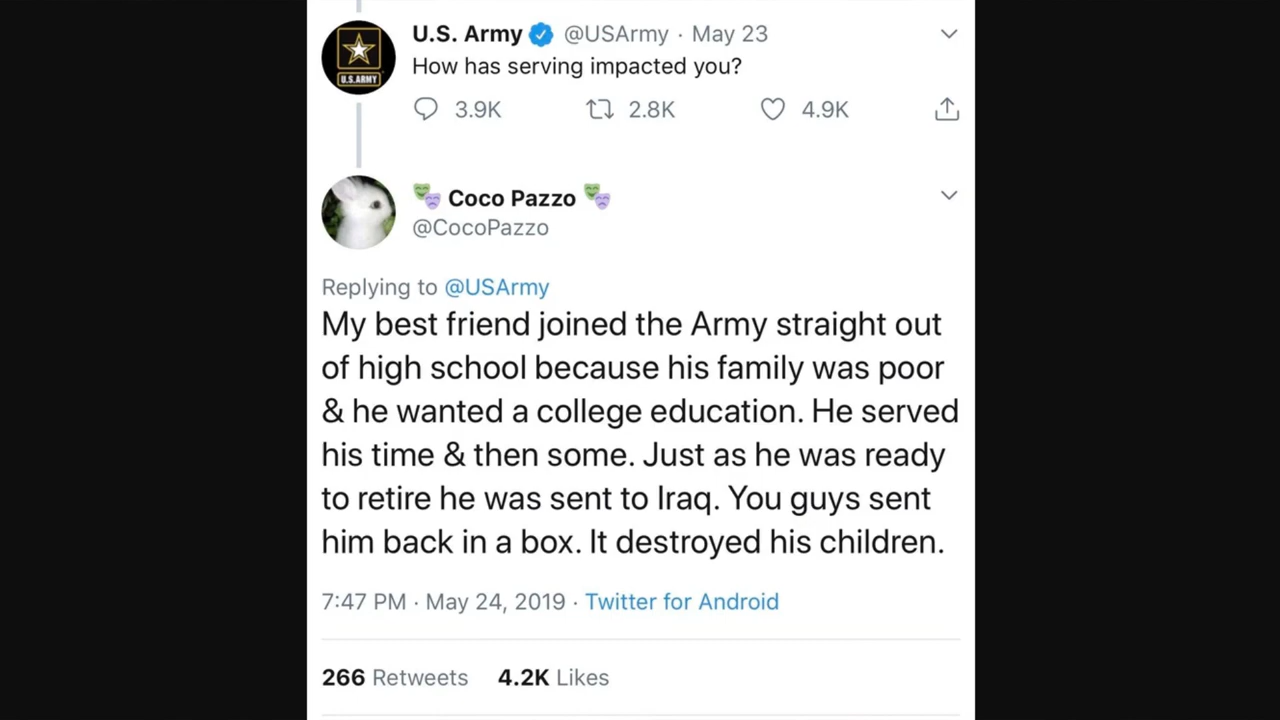 U.S. Army @USArmy · May 23
How has serving impacted you?
3.9K 2.8K 4.9K
U.S.ARMY
Coco Pazzo
@CocoPazzo
Replying to @USArmy
My best friend joined the Army straight out
of high school because his family was poor
& he wanted a college education. He served
his time & then some. Just as he was ready
to retire he was sent to Iraq. You guys sent
him back in a box. It destroyed his children.
7:47 PM · May 24, 2019 · Twitter for Android
266 Retweets 4.2K Likes